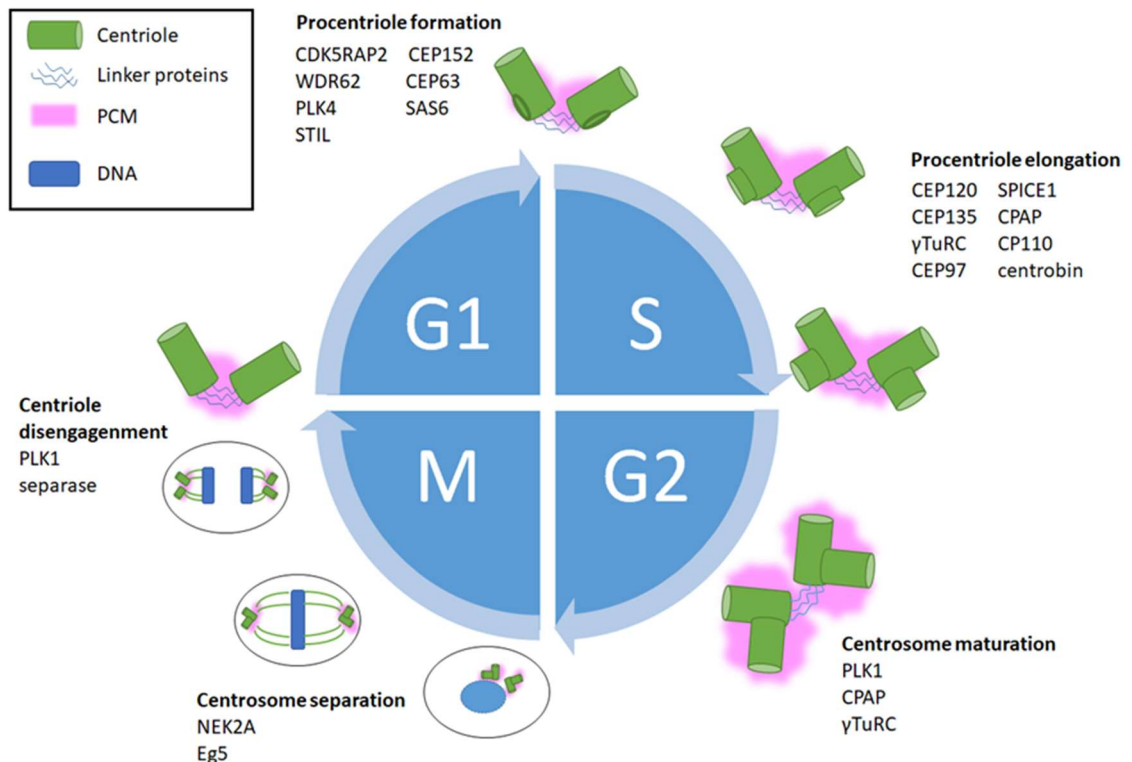 Centriole
Linker proteins
PCM
DNA
Procentriole formation
CDK5RAP2 CEP152
WDR62 CEP63
PLK4 SAS6
STIL
Procentriole elongation
CEP120 SPICE1
CEP135 CPAP
γTuRC CP110
CEP97 centrobin
G1
S
M
G2
Centriole
disengagenment
PLK1
separase
Centrosome maturation
PLK1
CPAP
γTuRC
Centrosome separation
NEK2A
Eg5